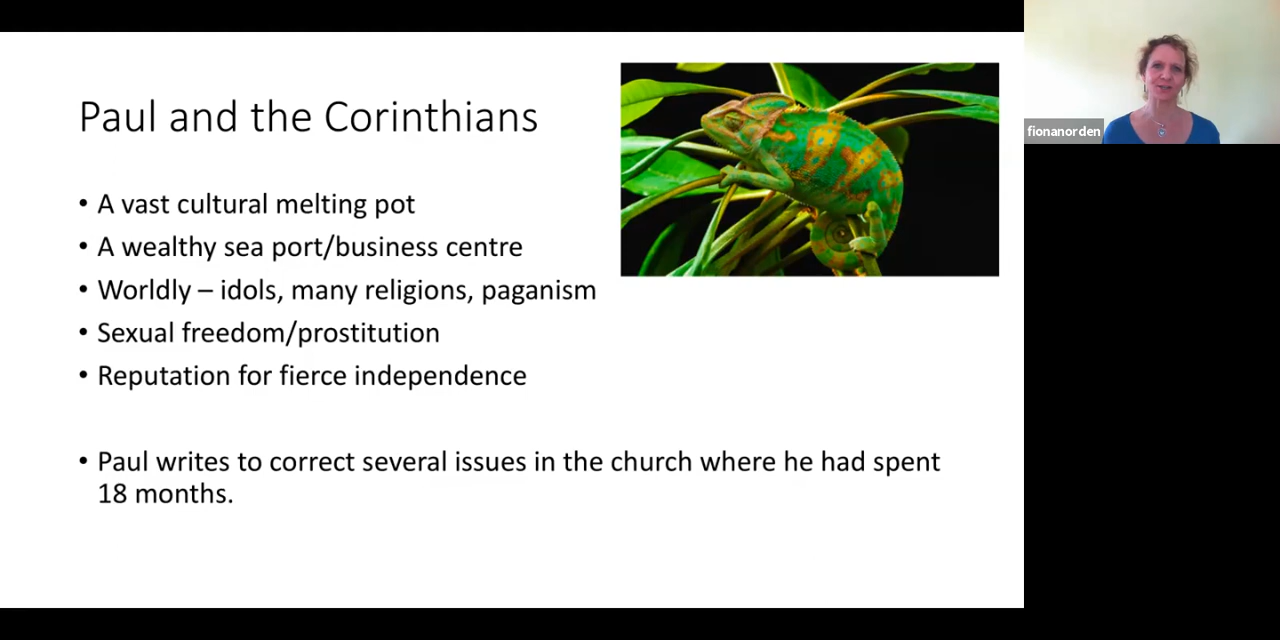 Paul and the Corinthians
• A vast cultural melting pot
• A wealthy sea port/business centre
• Worldly – idols, many religions, paganism
• Sexual freedom/prostitution
• Reputation for fierce independence
• Paul writes to correct several issues in the church where he had spent
18 months.
fionanorden